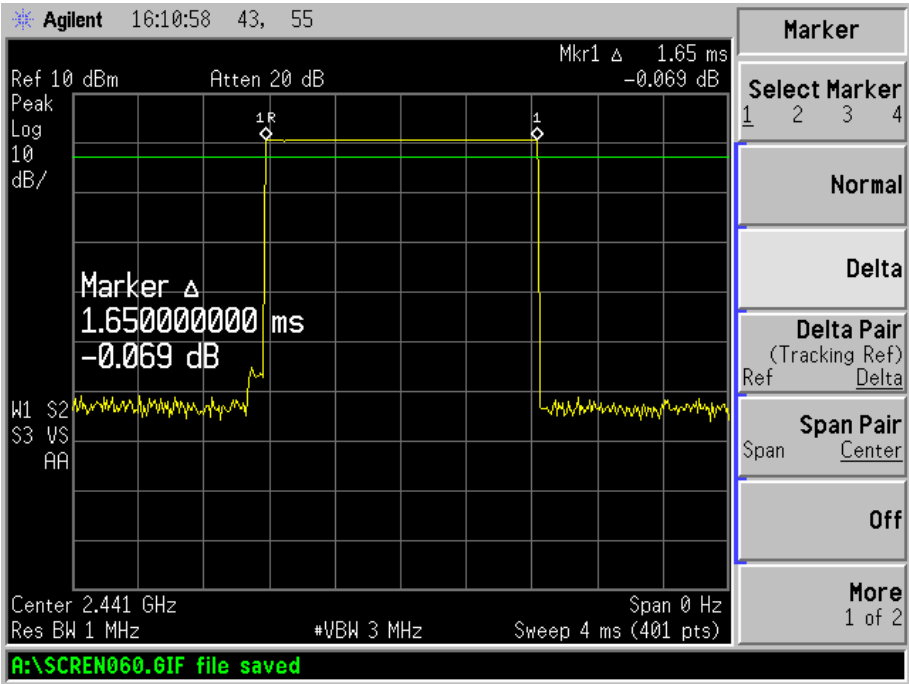 Agilent 16:10:58 43, 55
Mkr1 Δ 1.65 ms
Ref 10 dBm Atten 20 dB -0.069 dB
Peak
Log
10
dB/
1R
1
Marker Δ
1.650000000 ms
-0.069 dB
W1 S2
S3 VS
AA
Center 2.441 GHz Span 0 Hz
Res BW 1 MHz #VBW 3 MHz Sweep 4 ms (401 pts)
A:\SCREN060.GIF file saved
Marker
Select Marker
1 2 3 4
Normal
Delta
Delta Pair
(Tracking Ref)
Ref Delta
Span Pair
Span Center
Off
More
1 of 2